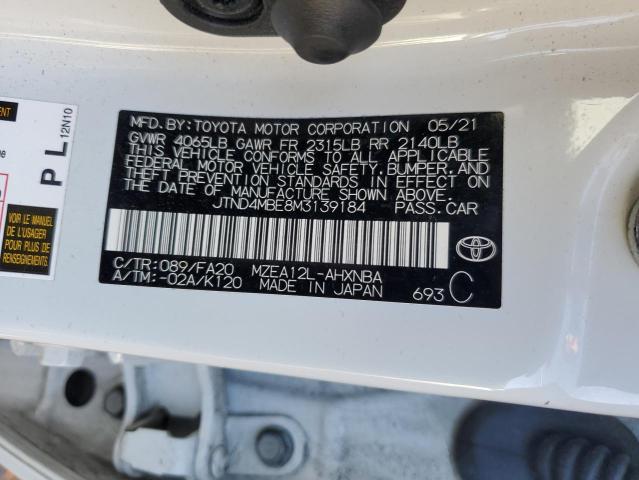 MFD.BY:TOYOTA MOTOR CORPORATION 05/21
GVWR 4065LB GAWR FR 2315LB RR 2140LB
THIS VEHICLE CONFORMS TO ALL APPLICABLE
FEDERAL MOTOR VEHICLE SAFETY,BUMPER,AND
THEFT PREVENTION STANDARDS IN EFFECT ON
THE DATE OF MANUFACTURE SHOWN ABOVE.
JTND4MBE8M3139184 PASS.CAR
C/TR:089/FA20 MZEA12L-AHXNBA
A/TM:-02A/K120 MADE IN JAPAN
693 C
TOYOTA
P L 12N10
VOIR LE MANUEL
DE L'USAGER
POUR PLUS DE